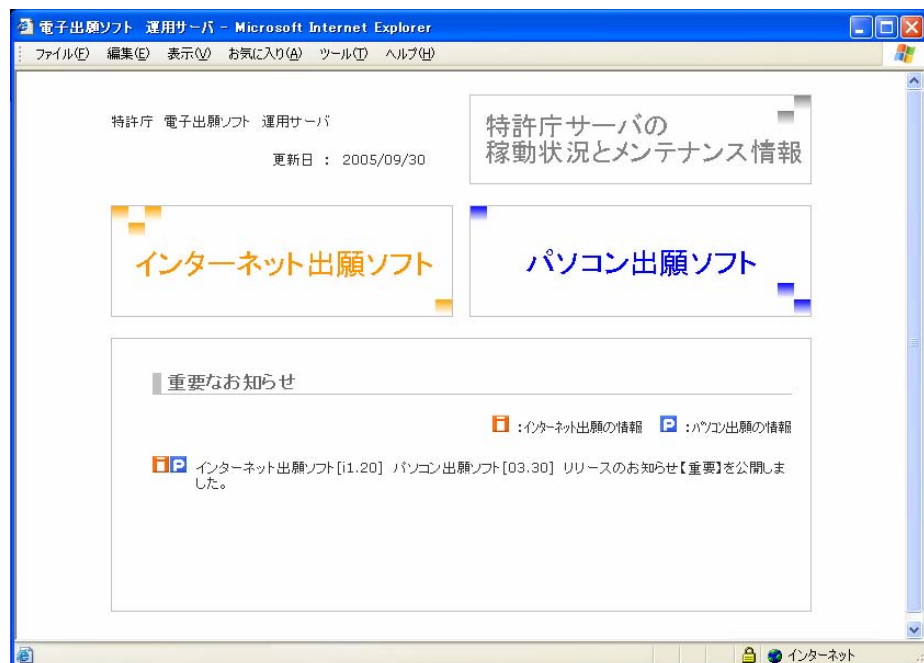 電子出願ソフト 運用サーバ - Microsoft Internet Explorer
ファイル(F) 編集(E) 表示(V) お気に入り(A) ツール(T) ヘルプ(H)
特許庁 電子出願ソフト 運用サーバ
更新日 : 2005/09/30
特許庁サーバの
稼動状況とメンテナンス情報
インターネット出願ソフト
パソコン出願ソフト
重要なお知らせ
i :インターネット出願の情報 P :パソコン出願の情報
i P インターネット出願ソフト[i1.20] パソコン出願ソフト[03.30] リリースのお知らせ【重要】を公開しま
した。
インターネット